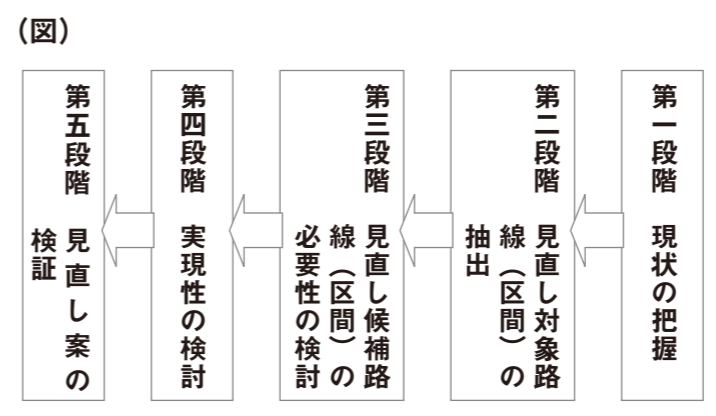 （図）
第一段階　現状の把握
第二段階　見直し対象路
線（区間）の
抽出
第三段階　見直し候補路
線（区間）の
必要性の検討
第四段階　実現性の検討
第五段階　見直し案の
検証